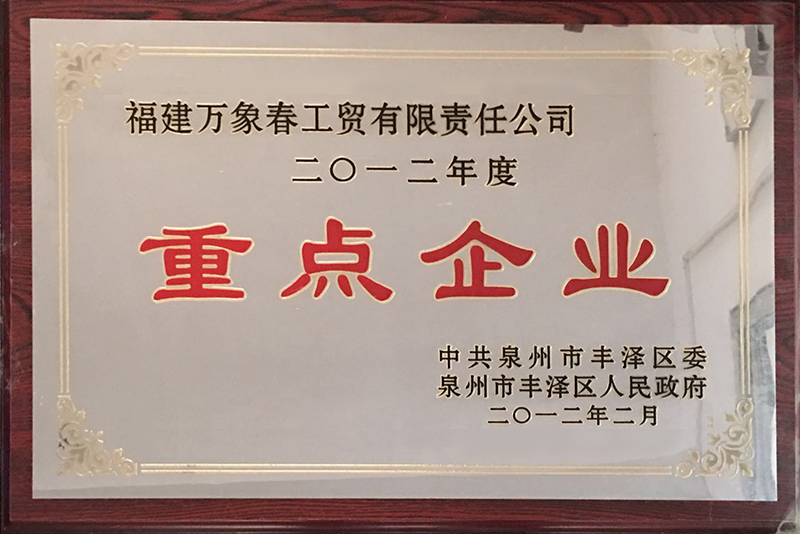 福建万象春工贸有限责任公司
二〇一二年度
重点企业
中共泉州市丰泽区委
泉州市丰泽区人民政府
二〇一二年二月